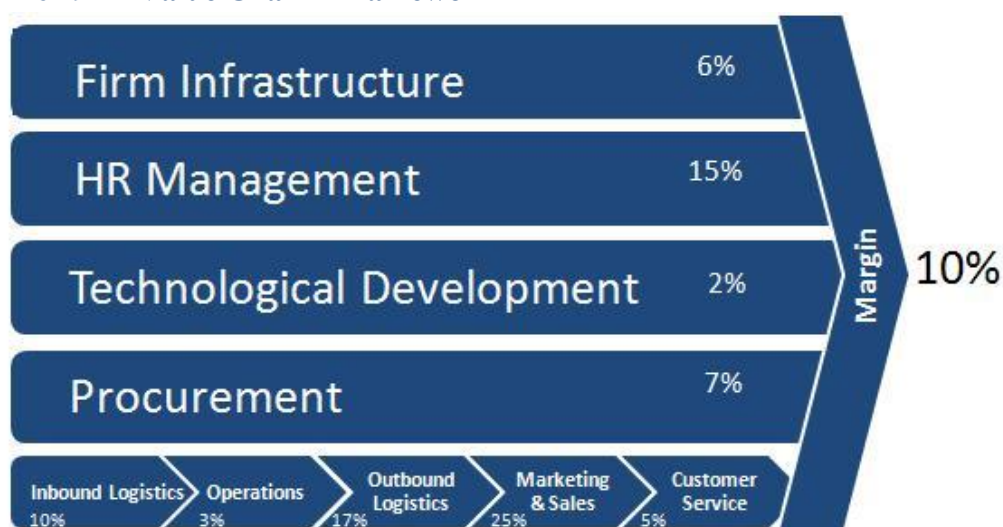 Firm Infrastructure 6%
HR Management 15%
Technological Development 2%
Procurement 7%
Margin
10%
Inbound Logistics
10%
Operations
3%
Outbound
Logistics
17%
Marketing
& Sales
25%
Customer
Service
5%